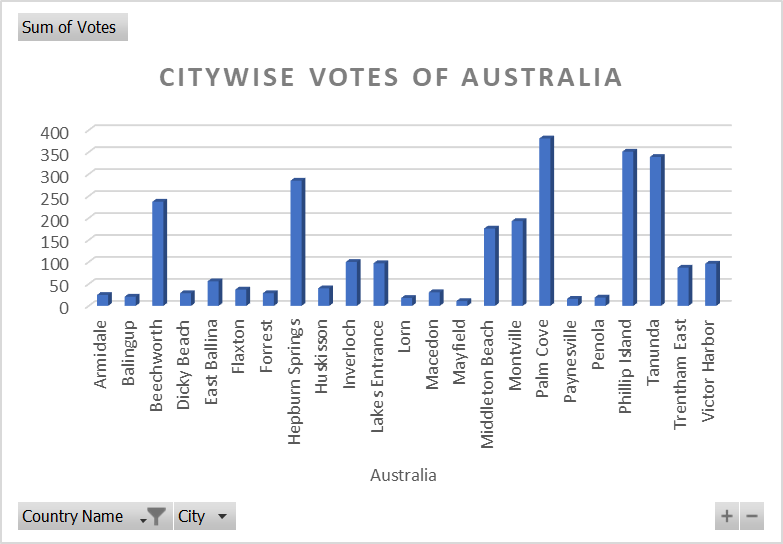 Sum of Votes
CITYWISE VOTES OF AUSTRALIA
400
350
300
250
200
150
100
50
0
Armidale
Balingup
Beechworth
Dicky Beach
East Ballina
Flaxton
Forrest
Hepburn Springs
Huskisson
Inverloch
Lakes Entrance
Lorn
Macedon
Mayfield
Middleton Beach
Montville
Palm Cove
Paynesville
Penola
Phillip Island
Tanunda
Trentham East
Victor Harbor
Australia
Country Name City
+ −